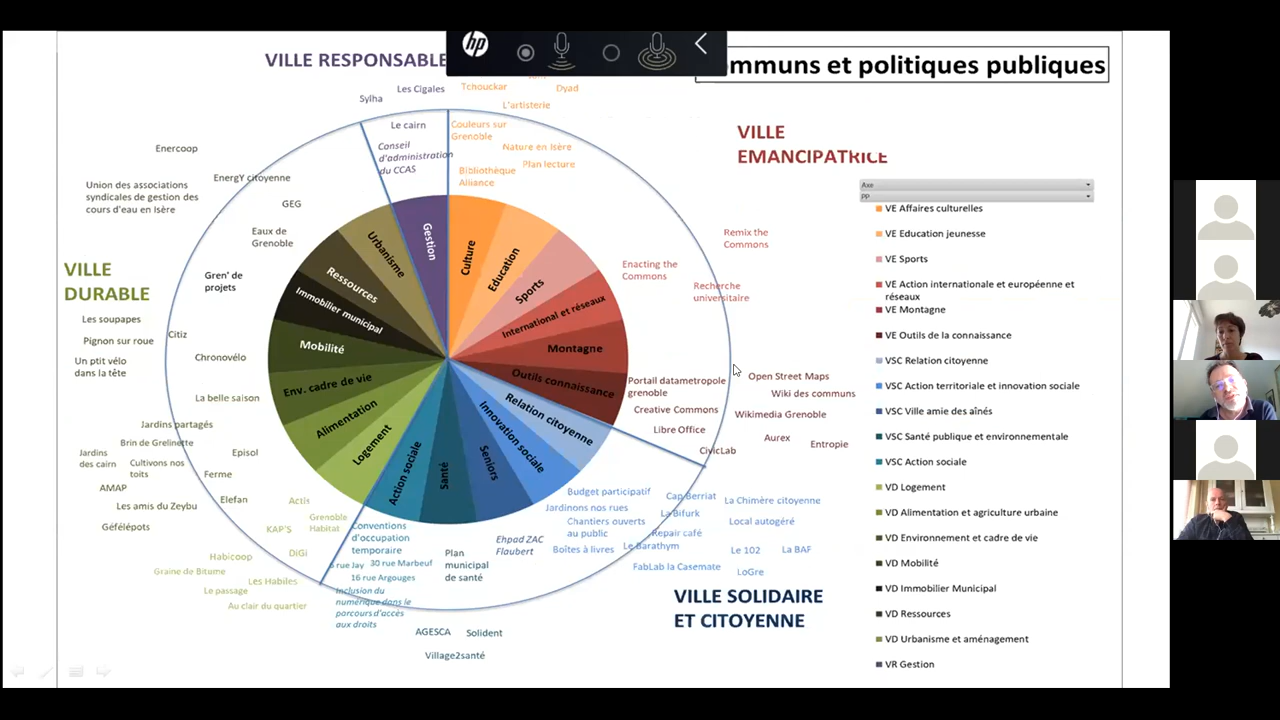 hp
VILLE RESPONSABLE
mmuns et politiques publiques
Sylha
Les Cigales
Tchouckar
Dyad
L'artisterie
Le cairn
Conseil
d'administration
du CCAS
Couleurs sur
Grenoble
Nature en Isère
Plan lecture
Bibliothèque
Alliance
VILLE
EMANCIPATRICE
Enercoop
EnergY citoyenne
Union des associations
syndicales de gestion des
cours d'eau en Isère
GEG
Eaux de
Grenoble
Gren' de
projets
VILLE
DURABLE
Les soupapes
Pignon sur roue
Citiz
Un ptit vélo
dans la tête
Chronovélo
La belle saison
Jardins partagés
Brin de Grelinette
Jardins
des cairn
Cultivons nos
toits
Episol
Ferme
AMAP
Elefan
Les amis du Zeybu
Géfélépots
Actis
Grenoble
Habitat
KAP'S
DiGi
Habicoop
Graine de Bitume
Les Habiles
Le passage
Au clair du quartier
Gestion
Culture
Education
Sports
International et réseaux
Montagne
Outils connaissance
Relation citoyenne
Innovation sociale
Seniors
Santé
Action sociale
Logement
Alimentation
Env. cadre de vie
Mobilité
Immobilier municipal
Ressources
Urbanisme
Remix the
Commons
Enacting the
Commons
Recherche
universitaire
Portail datametropole
grenoble
Open Street Maps
Wiki des communs
Creative Commons
Wikimedia Grenoble
Libre Office
Aurex
Entropie
CivicLab
Budget participatif
Cap Berriat
La Chimère citoyenne
Jardinons nos rues
La Bifurk
Chantiers ouverts
au public
Local autogéré
Repair café
Boîtes à livres
Le Barathym
Le 102
La BAF
FabLab la Casemate
LoGre
Conventions
d'occupation
temporaire
rue Jay
30 rue Marbeuf
16 rue Argouges
Inclusion du
numérique dans le
parcours d'accès
aux droits
Plan
municipal
de santé
Ehpad ZAC
Flaubert
AGESCA
Solident
Village2santé
VILLE SOLIDAIRE
ET CITOYENNE
Axe
pp
VE Affaires culturelles
VE Education jeunesse
VE Sports
VE Action internationale et européenne et
réseaux
VE Montagne
VE Outils de la connaissance
VSC Relation citoyenne
VSC Action territoriale et innovation sociale
VSC Ville amie des aînés
VSC Santé publique et environnementale
VSC Action sociale
VD Logement
VD Alimentation et agriculture urbaine
VD Environnement et cadre de vie
VD Mobilité
VD Immobilier Municipal
VD Ressources
VD Urbanisme et aménagement
VR Gestion